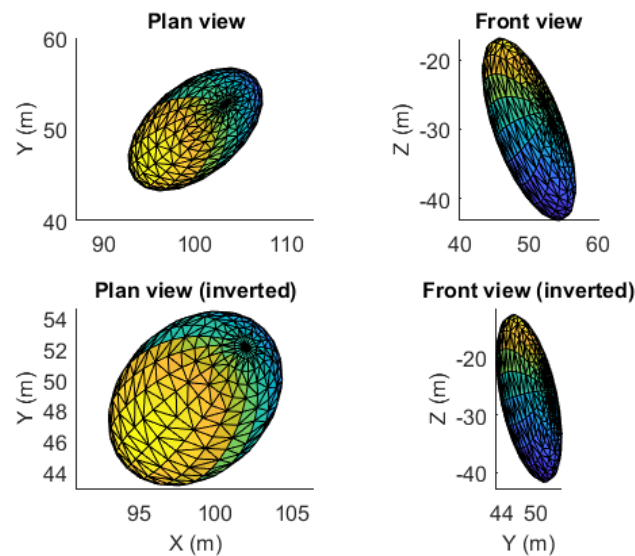 Plan view
60
50
40
Y (m)
90 100 110
Front view
-20
-30
-40
Z (m)
40 50 60
Plan view (inverted)
54
52
50
48
46
44
Y (m)
95 100 105
X (m)
Front view (inverted)
-20
-30
-40
Z (m)
44 50
Y (m)